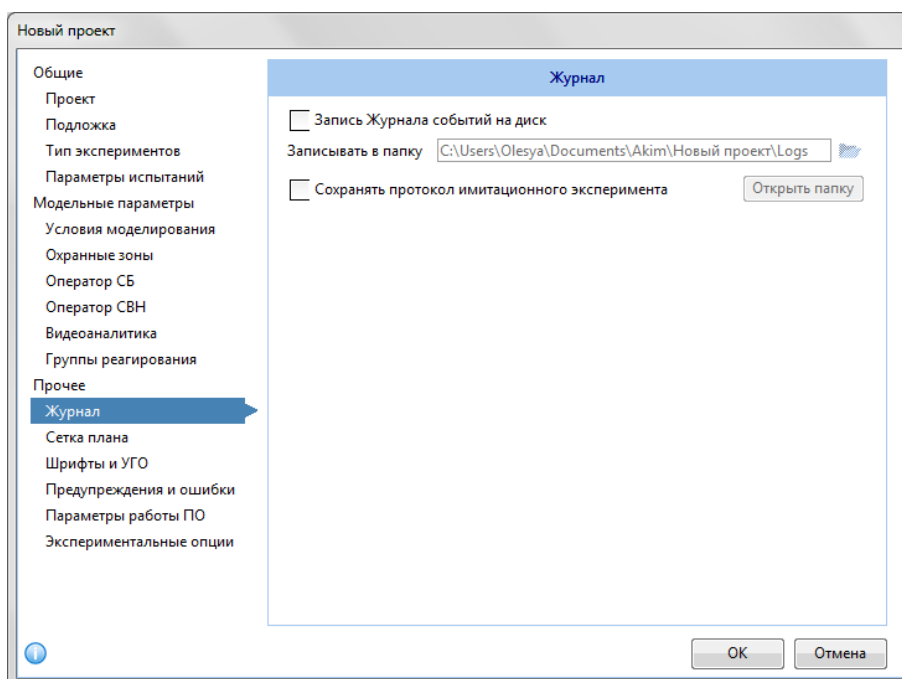 Новый проект
Общие
Проект
Подложка
Тип экспериментов
Параметры испытаний
Модельные параметры
Условия моделирования
Охранные зоны
Оператор СБ
Оператор СВН
Видеоаналитика
Группы реагирования
Прочее
Журнал
Сетка плана
Шрифты и УГО
Предупреждения и ошибки
Параметры работы ПО
Экспериментальные опции
Журнал
Запись Журнала событий на диск
Записывать в папку C:\Users\Olesya\Documents\Akim\Новый проект\Logs
Сохранять протокол имитационного эксперимента Открыть папку
OK Отмена